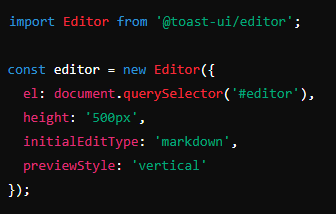 import Editor from '@toast-ui/editor';
const editor = new Editor({
  el: document.querySelector('#editor'),
  height: '500px',
  initialEditType: 'markdown',
  previewStyle: 'vertical'
});